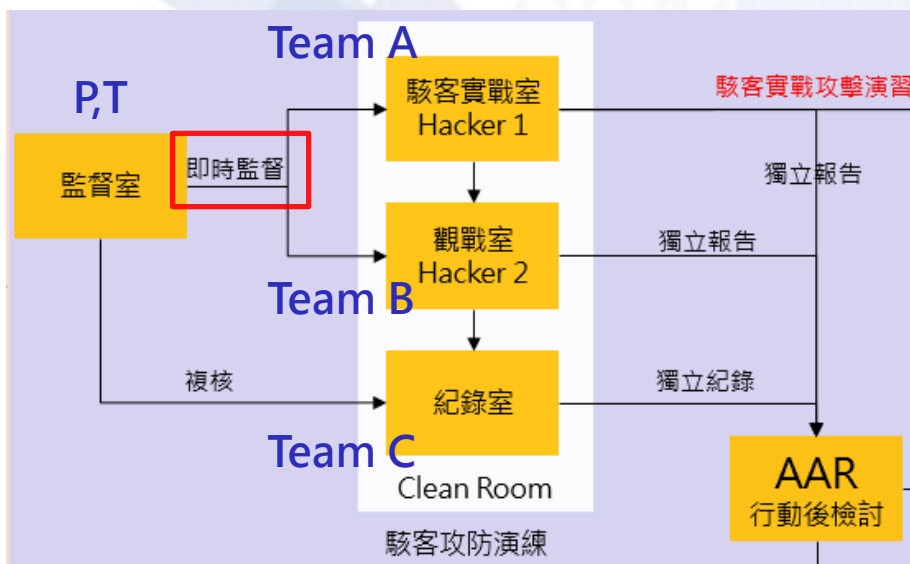 Team A
P,T
駭客實戰室
Hacker 1
駭客實戰攻擊演習
即時監督
監督室
獨立報告
觀戰室
Hacker 2
獨立報告
Team B
複核
紀錄室
獨立紀錄
Team C
Clean Room
AAR
行動後檢討
駭客攻防演練